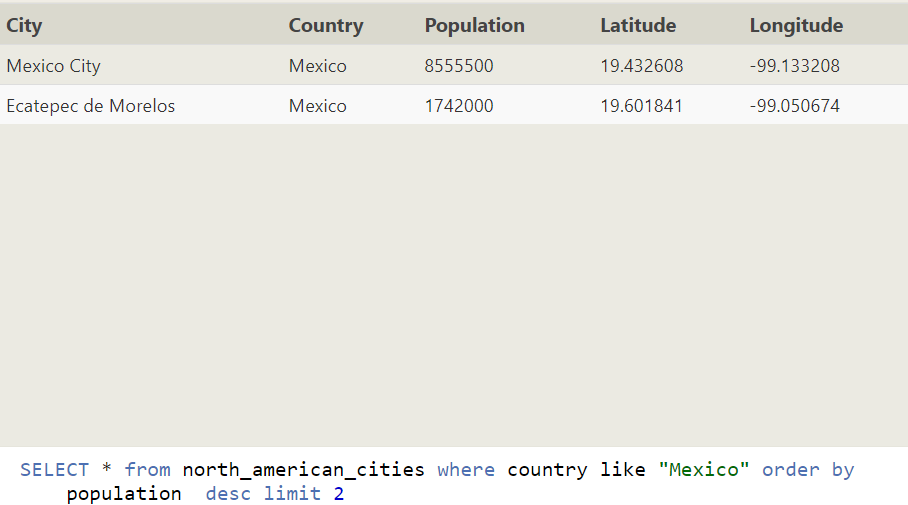 City Country Population Latitude Longitude
Mexico City Mexico 8555500 19.432608 -99.133208
Ecatepec de Morelos Mexico 1742000 19.601841 -99.050674
SELECT * from north_american_cities where country like "Mexico" order by
population  desc limit 2